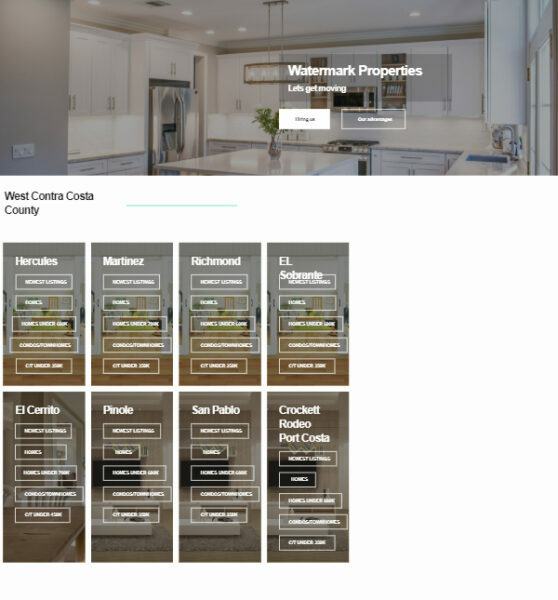 Watermark Properties
Lets get moving
Hiring us
Our advantages
West Contra Costa
County
Hercules
NEWEST LISTINGS
HOMES
HOMES UNDER 600K
CONDOS/TOWNHOMES
C/T UNDER 350K
Martinez
NEWEST LISTINGS
HOMES
HOMES UNDER
CONDOS/TOWNHOMES
C/T UNDER 350K
Richmond
NEWEST LISTINGS
HOMES
HOMES UNDER
CONDOS/TOWNHOMES
C/T UNDER 350K
EL
Sobrante
NEWEST LISTINGS
HOMES
HOMES UNDER
CONDOS/TOWNHOMES
C/T UNDER 350K
El Cerrito
NEWEST LISTINGS
HOMES
HOMES UNDER 700K
CONDOS/TOWNHOMES
C/T UNDER 450K
Pinole
NEWEST LISTINGS
HOMES
HOMES UNDER 600K
CONDOS/TOWNHOMES
C/T UNDER 350K
San Pablo
NEWEST LISTINGS
HOMES
HOMES UNDER 600K
CONDOS/TOWNHOMES
C/T UNDER 350K
Crockett
Rodeo
Port Costa
NEWEST LISTINGS
HOMES
HOMES UNDER
CONDOS/TOWNHOMES
C/T UNDER 350K